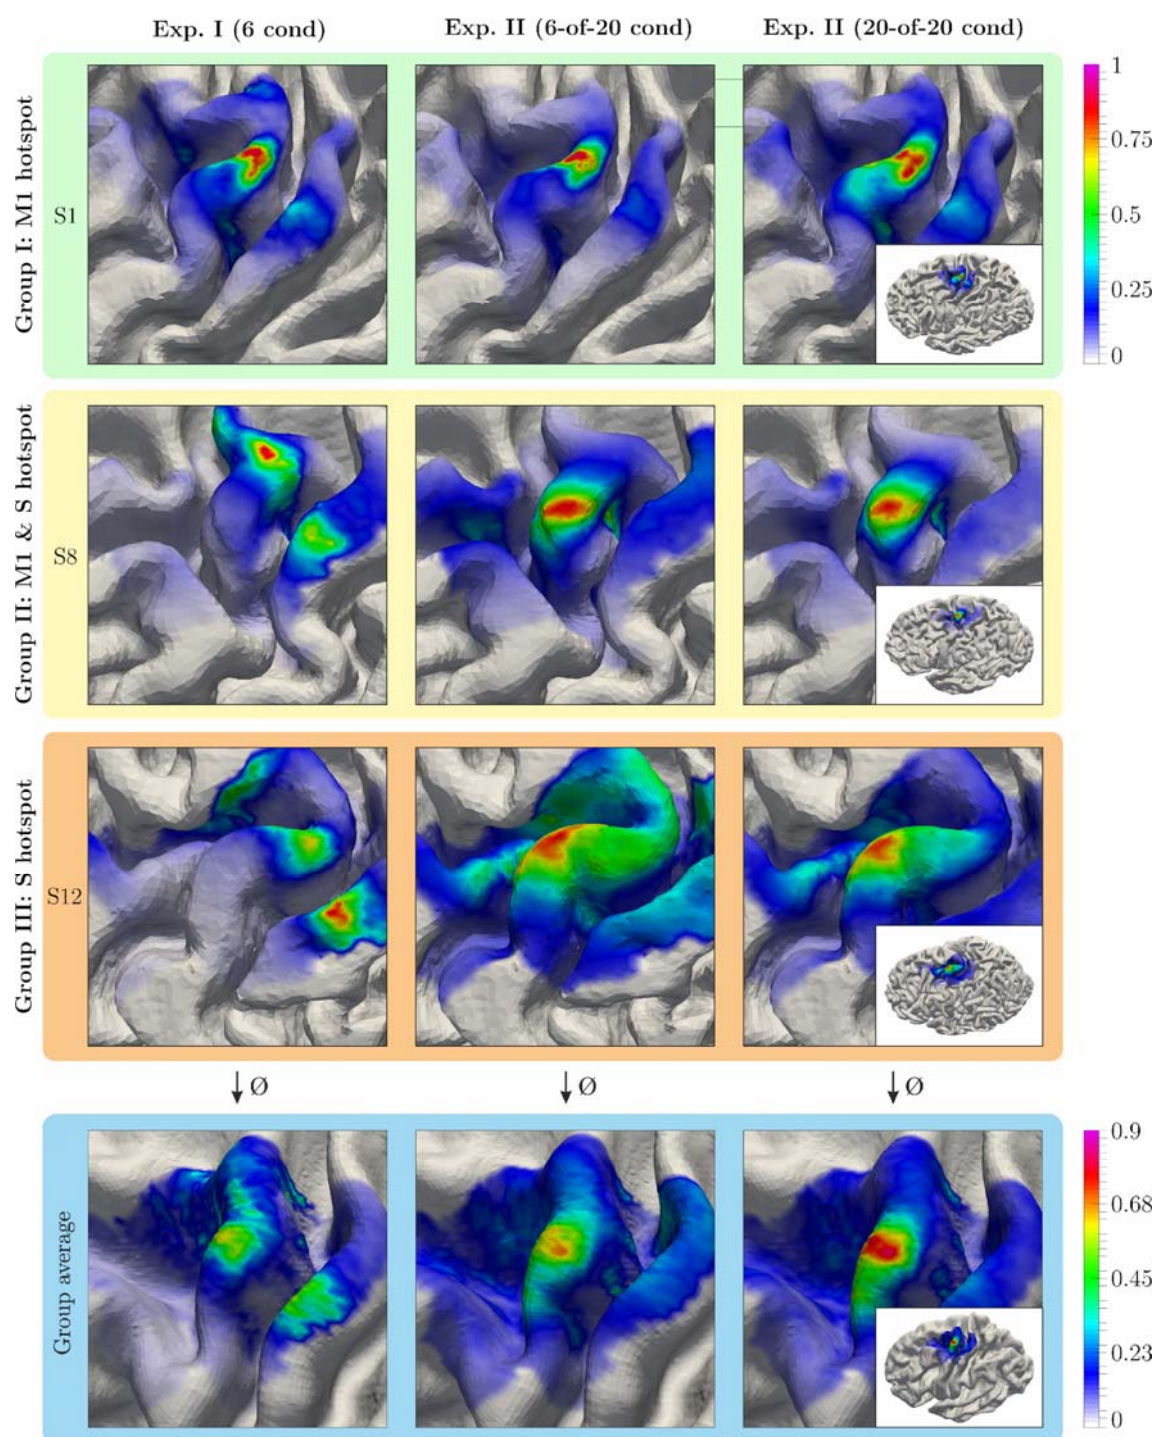 Exp. I (6 cond)
Exp. II (6-of-20 cond)
Exp. II (20-of-20 cond)
Group I: M1 hotspot
S1
1
0.75
0.5
0.25
0
Group II: M1 & S hotspot
S8
Group III: S hotspot
S12
Ø
Ø
Ø
Group average
0.9
0.68
0.45
0.23
0